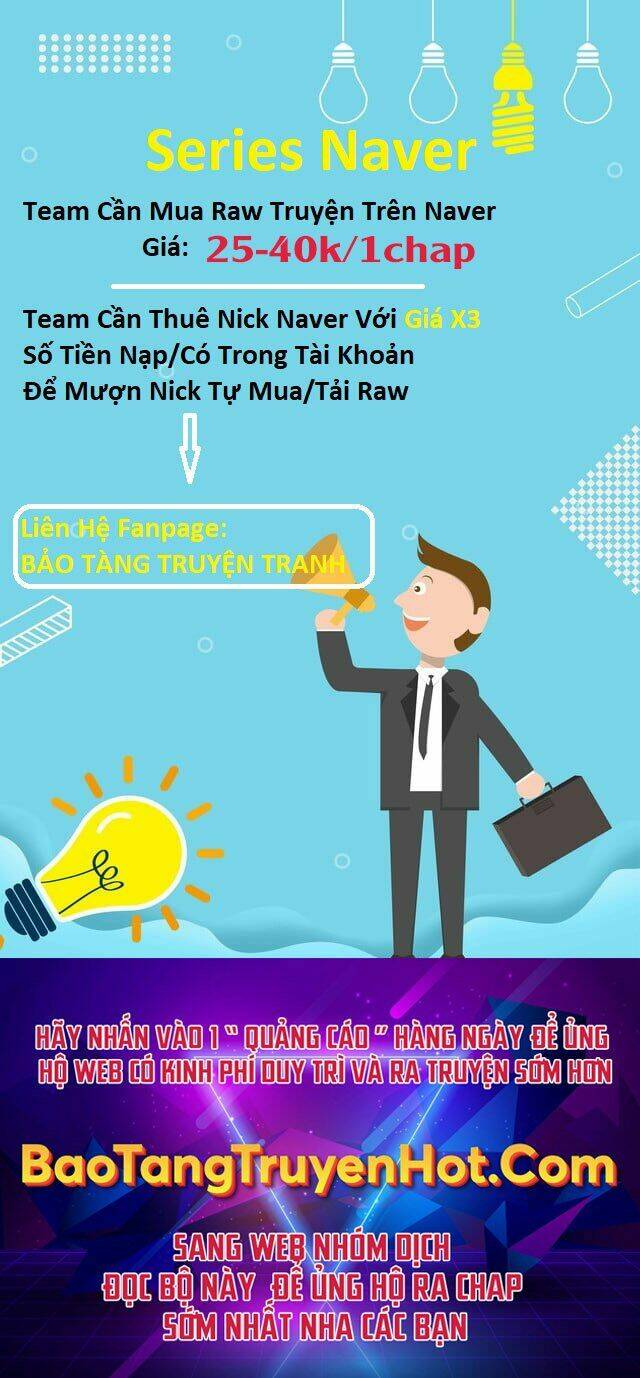 Series Naver
Team Cần Mua Raw Truyện Trên Naver
Giá: 25-40k/1chap
Team Cần Thuê Nick Naver Với Giá X3
Số Tiền Nạp/Có Trong Tài Khoản
Để Mượn Nick Tự Mua/Tải Raw
Liên Hệ Fanpage:
BẢO TÀNG TRUYỆN TRANH
HÃY NHẤN VÀO 1 “ QUẢNG CÁO ” HÀNG NGÀY ĐỂ ỦNG
HỘ WEB CÓ KINH PHÍ DUY TRÌ VÀ RA TRUYỆN SỚM HƠN
BaoTangTruyenHot.Com
SANG WEB NHÓM DỊCH
ĐỌC BỘ NÀY ĐỂ ỦNG HỘ RA CHAP
SỚM NHẤT NHA CÁC BẠN